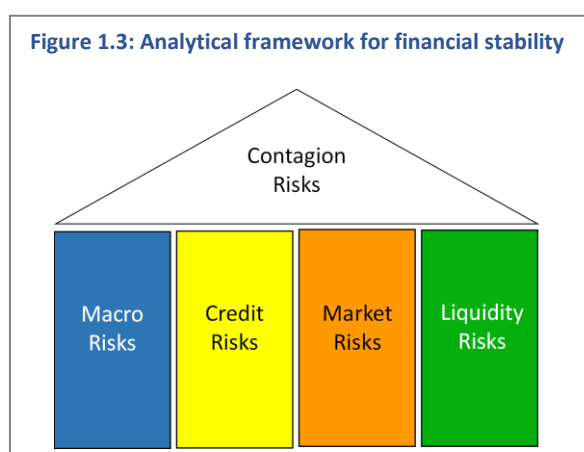 Figure 1.3: Analytical framework for financial stability
Contagion
Risks
Macro
Risks
Credit
Risks
Market
Risks
Liquidity
Risks